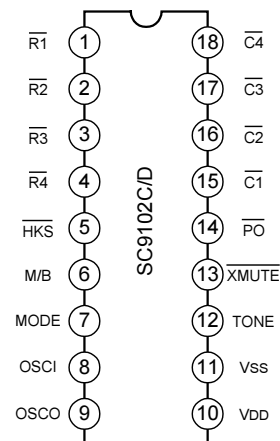 R1 1 18 C4
R2 2 17 C3
R3 3 16 C2
R4 4 15 C1
HKS 5 14 PO
M/B 6 13 XMUTE
MODE 7 12 TONE
OSCI 8 11 VSS
OSCO 9 10 VDD
SC9102C/D